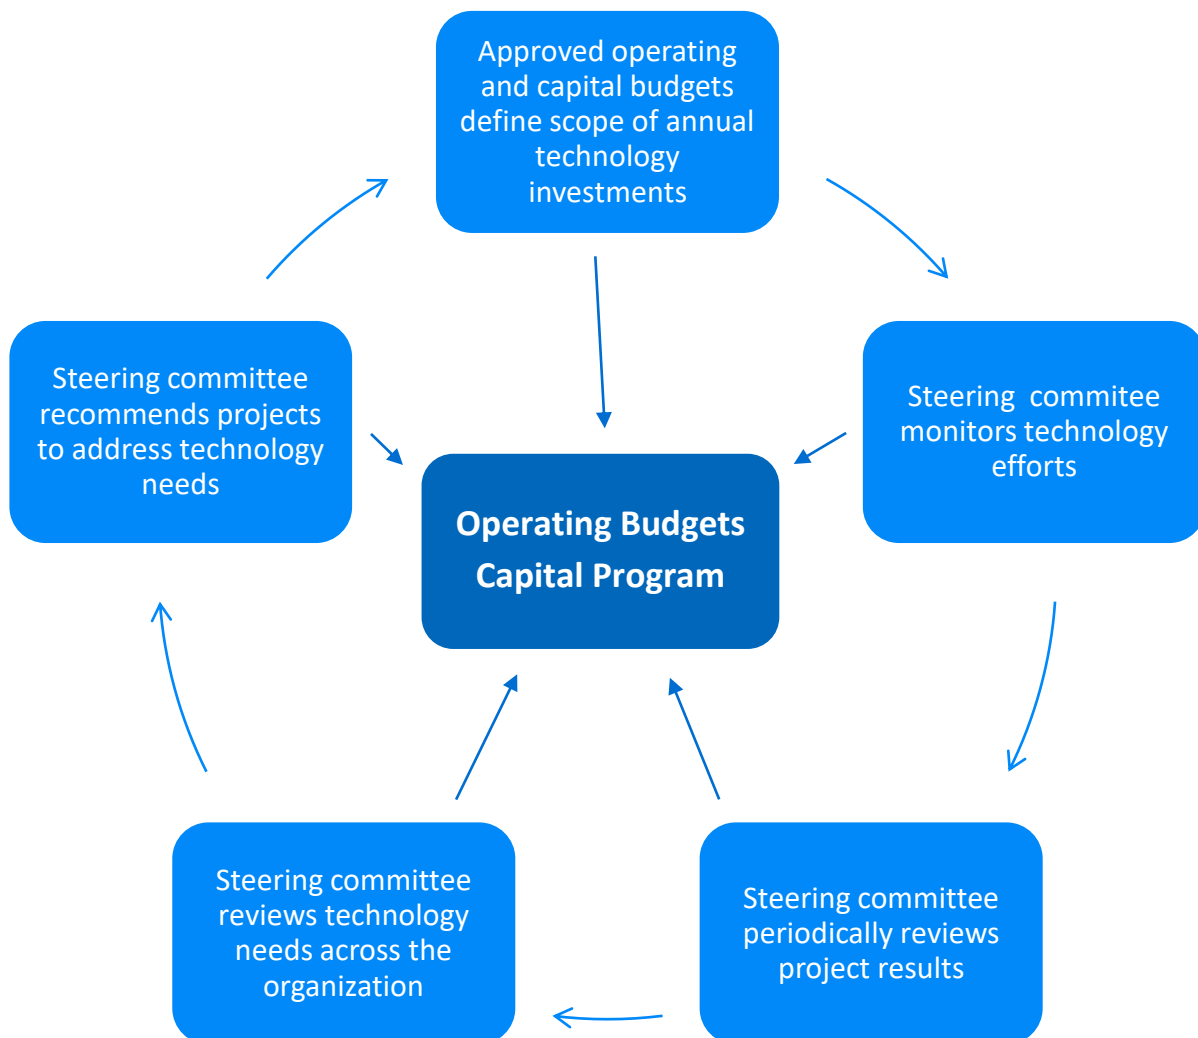 Approved operating
and capital budgets
define scope of annual
technology
investments
Steering committee
recommends projects
to address technology
needs
Steering  commitee
monitors technology
efforts
Operating Budgets
Capital Program
Steering committee
reviews technology
needs across the
organization
Steering committee
periodically reviews
project results